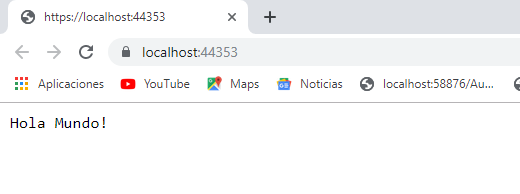 https://localhost:44353
localhost:44353
Aplicaciones YouTube Maps Noticias localhost:58876/Au...
Hola Mundo!